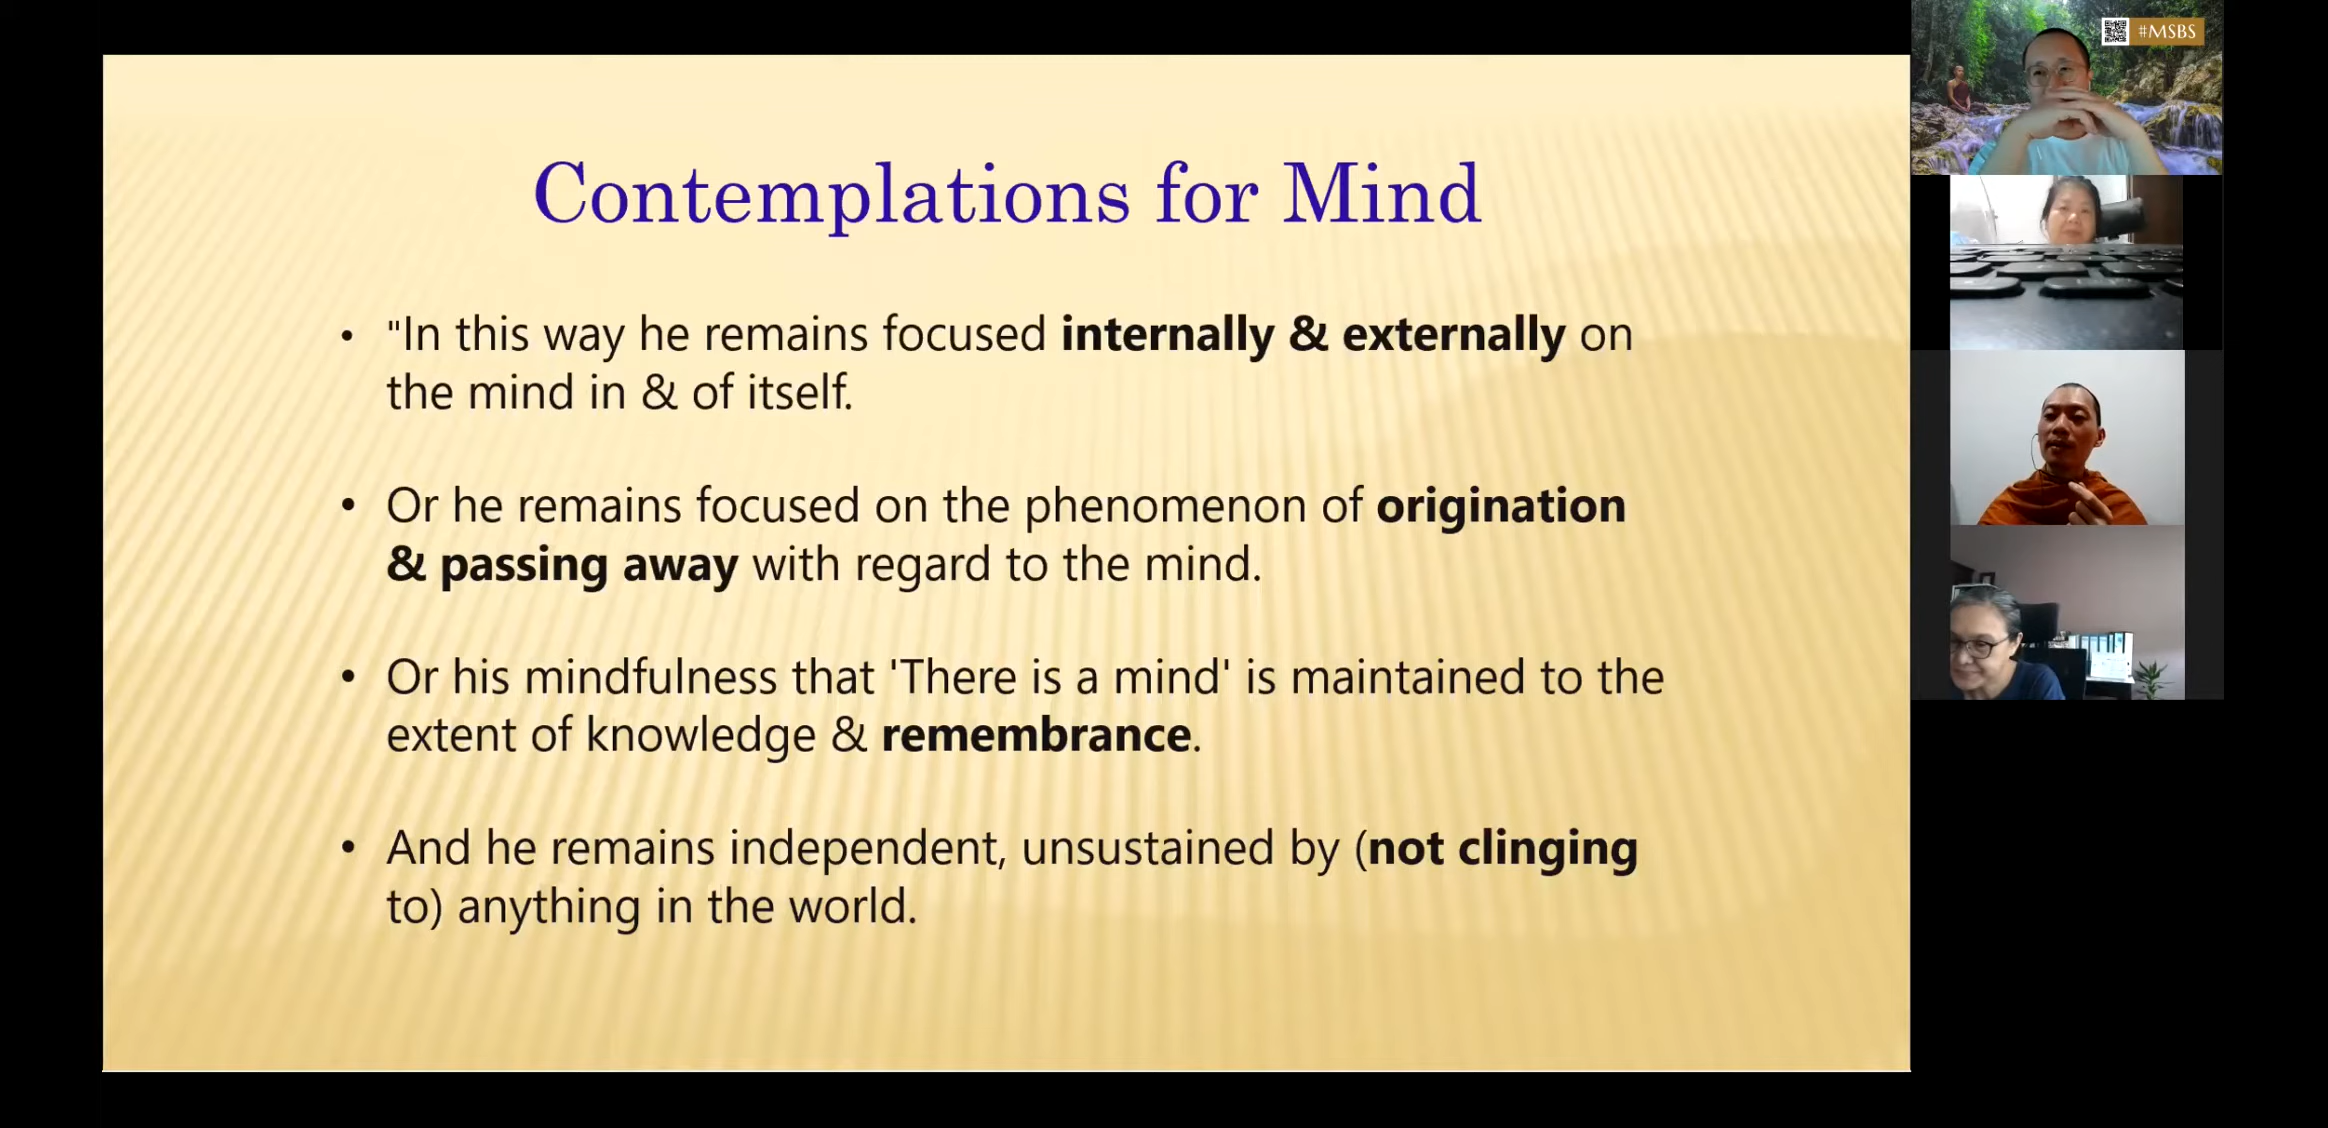 #MSBS
Contemplations for Mind
• "In this way he remains focused internally & externally on
the mind in & of itself.
• Or he remains focused on the phenomenon of origination
& passing away with regard to the mind.
• Or his mindfulness that 'There is a mind' is maintained to the
extent of knowledge & remembrance.
• And he remains independent, unsustained by (not clinging
to) anything in the world.